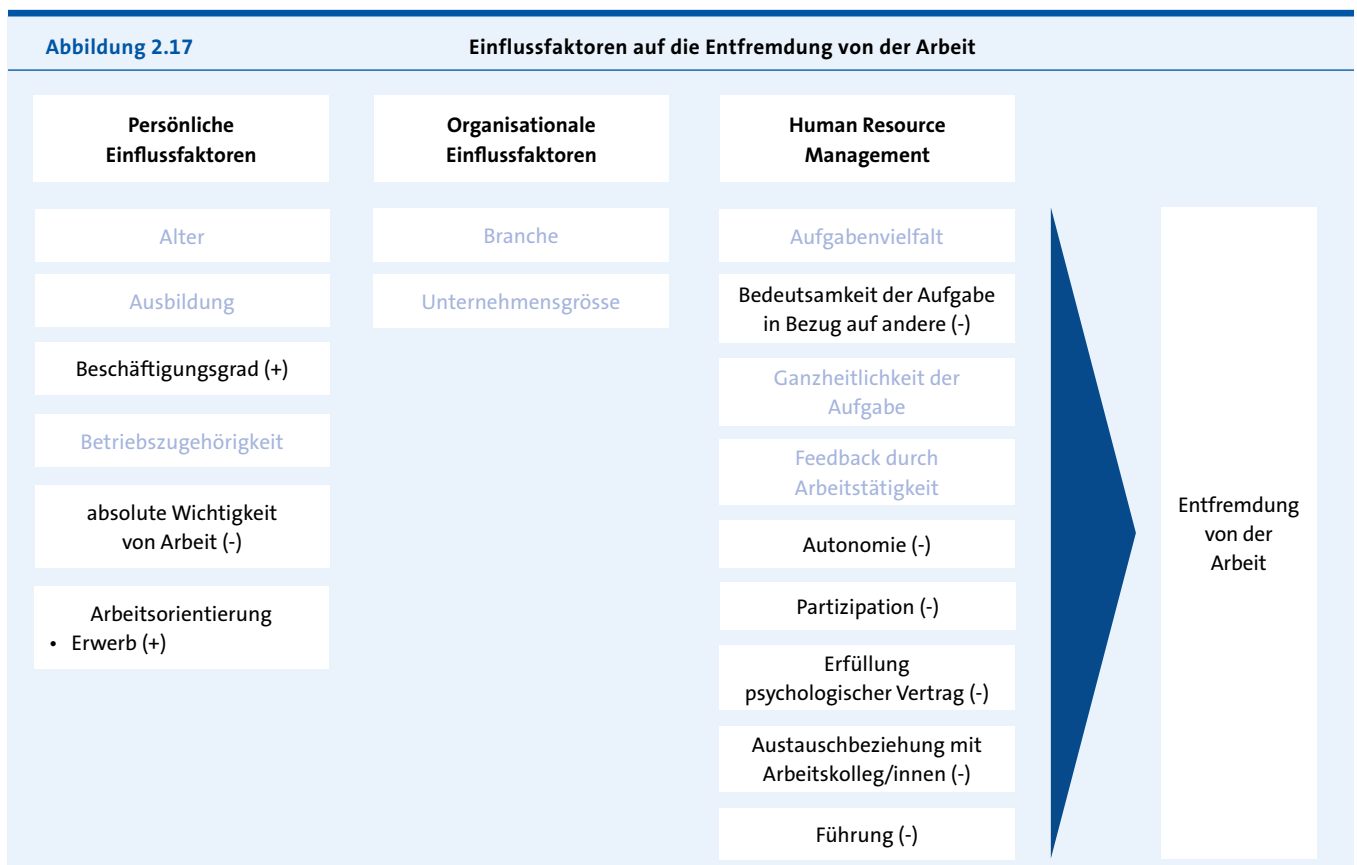 Abbildung 2.17
Einflussfaktoren auf die Entfremdung von der Arbeit
Persönliche
Einflussfaktoren
Alter
Ausbildung
Beschäftigungsgrad (+)
Betriebszugehörigkeit
absolute Wichtigkeit
von Arbeit (-)
Arbeitsorientierung
• Erwerb (+)
Organisationale
Einflussfaktoren
Branche
Unternehmensgrösse
Human Resource
Management
Aufgabenvielfalt
Bedeutsamkeit der Aufgabe
in Bezug auf andere (-)
Ganzheitlichkeit der
Aufgabe
Feedback durch
Arbeitstätigkeit
Autonomie (-)
Partizipation (-)
Erfüllung
psychologischer Vertrag (-)
Austauschbeziehung mit
Arbeitskolleg/innen (-)
Führung (-)
Entfremdung
von der
Arbeit